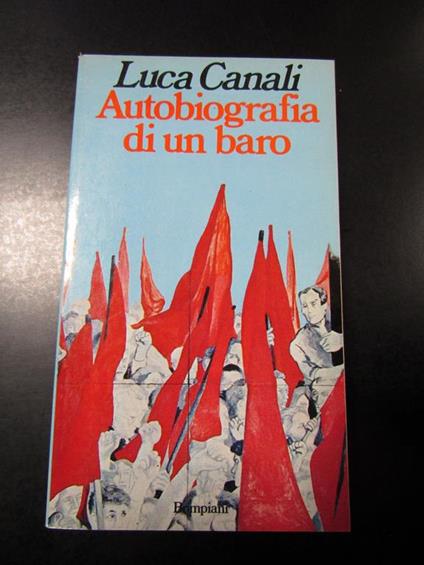 Luca Canali
Autobiografia
di un baro
Bompiani